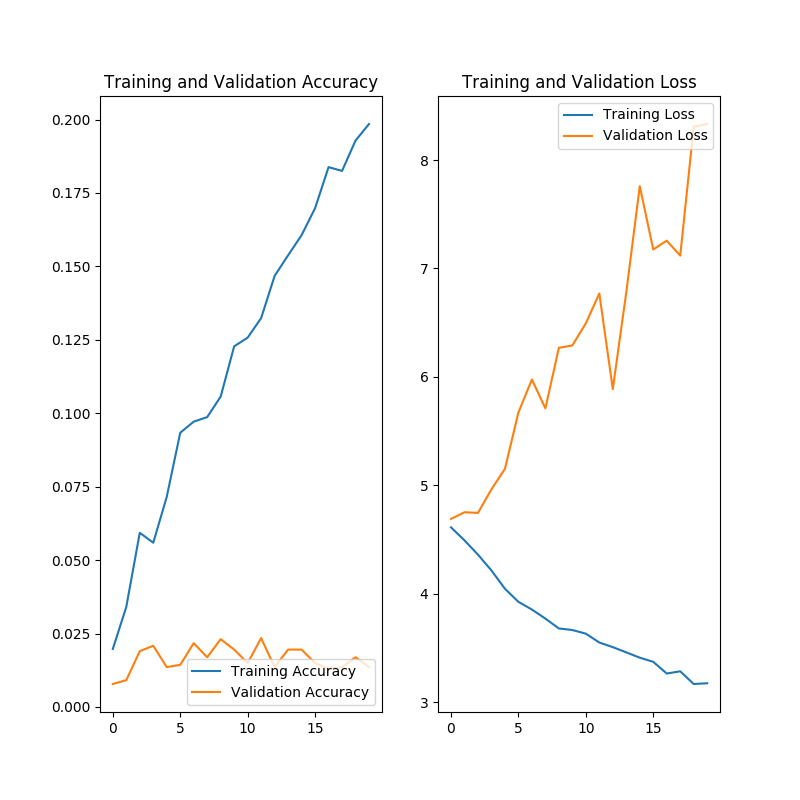 Training and Validation Accuracy
0.200
0.175
0.150
0.125
0.100
0.075
0.050
0.025
0.000
0 5 10 15
Training Accuracy
Validation Accuracy
Training and Validation Loss
8
7
6
5
4
3
0 5 10 15
Training Loss
Validation Loss